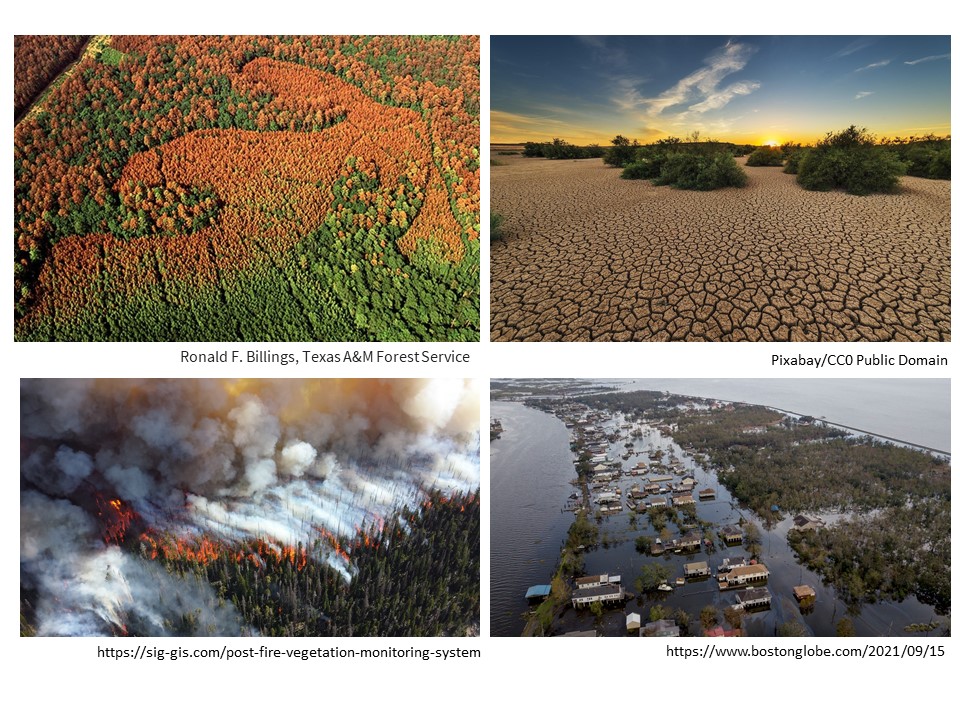 Ronald F. Billings, Texas A&M Forest Service
Pixabay/CC0 Public Domain
https://sig-gis.com/post-fire-vegetation-monitoring-system
https://www.bostonglobe.com/2021/09/15